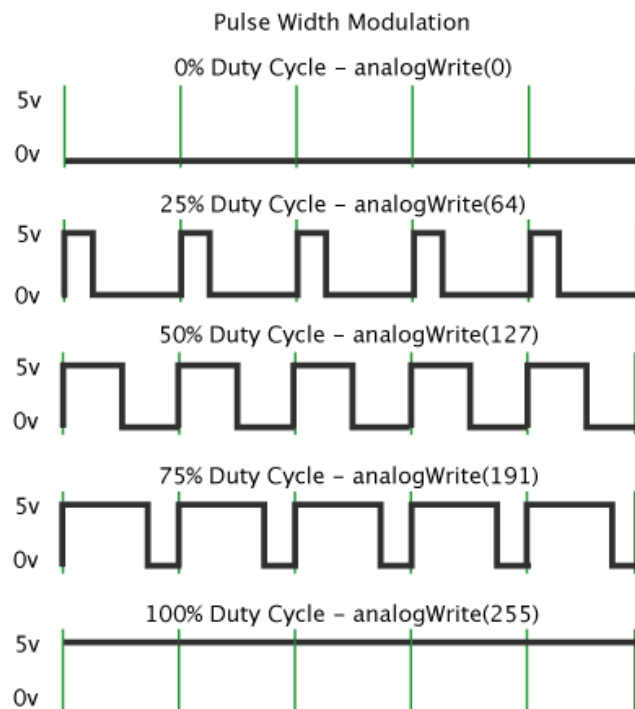 Pulse Width Modulation
0% Duty Cycle – analogWrite(0)
5v
0v
25% Duty Cycle – analogWrite(64)
5v
0v
50% Duty Cycle – analogWrite(127)
5v
0v
75% Duty Cycle – analogWrite(191)
5v
0v
100% Duty Cycle – analogWrite(255)
5v
0v